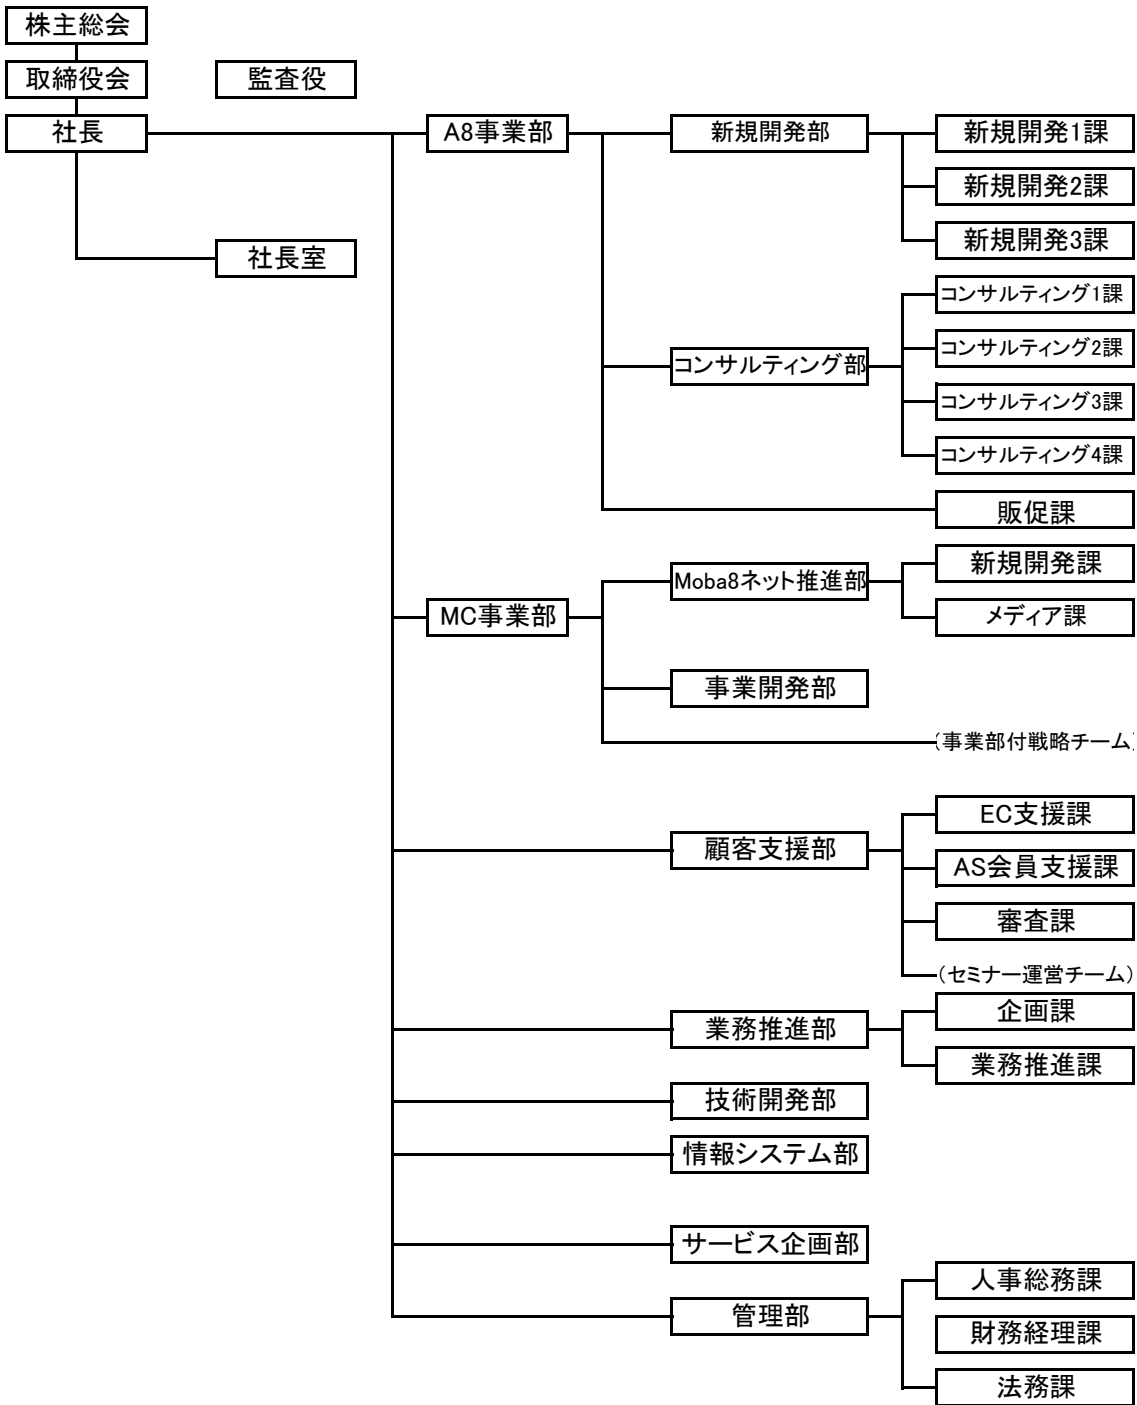 株主総会
取締役会
監査役
社長
A8事業部
新規開発部
新規開発1課
新規開発2課
新規開発3課
社長室
コンサルティング1課
コンサルティング2課
コンサルティング部
コンサルティング3課
コンサルティング4課
販促課
新規開発課
Moba8ネット推進部
MC事業部
メディア課
事業開発部
(事業部付戦略チーム)
EC支援課
顧客支援部
AS会員支援課
審査課
(セミナー運営チーム)
企画課
業務推進部
業務推進課
技術開発部
情報システム部
サービス企画部
人事総務課
管理部
財務経理課
法務課